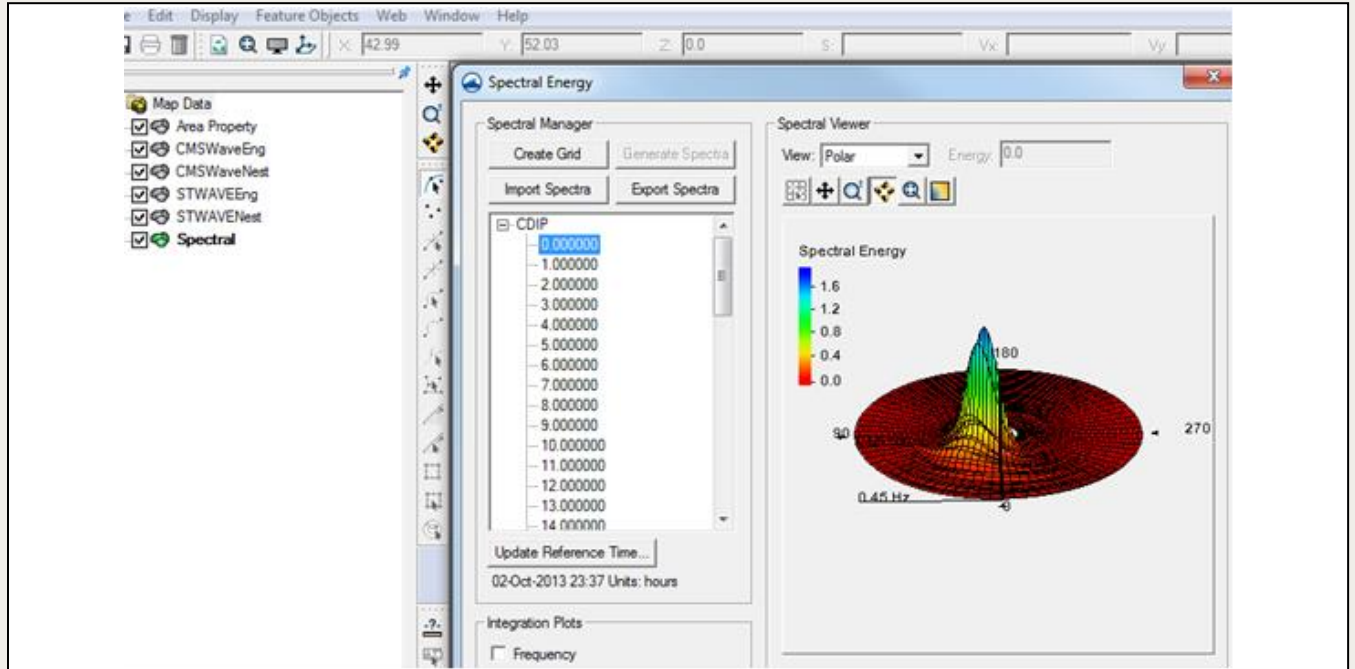 Edit Display Feature Objects Web Window Help
X: 42.99 Y: 52.03 Z: 0.0 S: Vx Vy
Map Data
Area Property
CMSWaveEng
CMSWaveNest
STWAVEEng
STWAVENest
Spectral
Spectral Energy
Spectral Manager
Create Grid Generate Spectra
Import Spectra Export Spectra
CDIP
0.000000
1.000000
2.000000
3.000000
4.000000
5.000000
6.000000
7.000000
8.000000
9.000000
10.000000
11.000000
12.000000
13.000000
14.000000
Update Reference Time...
02-Oct-2013 23:37 Units: hours
Integration Plots
Frequency
Spectral Viewer
View: Polar Energy: 0.0
Spectral Energy
1.6
1.2
0.8
0.4
0.0
180
90
270
0.45 Hz
0